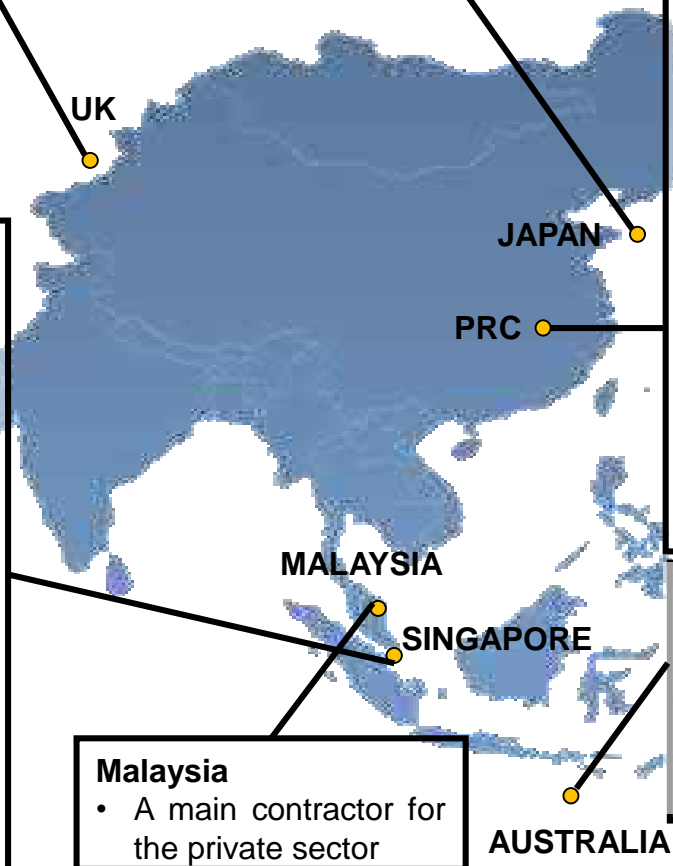 UK
JAPAN
PRC
MALAYSIA
SINGAPORE
Malaysia
• A main contractor for
the private sector
AUSTRALIA